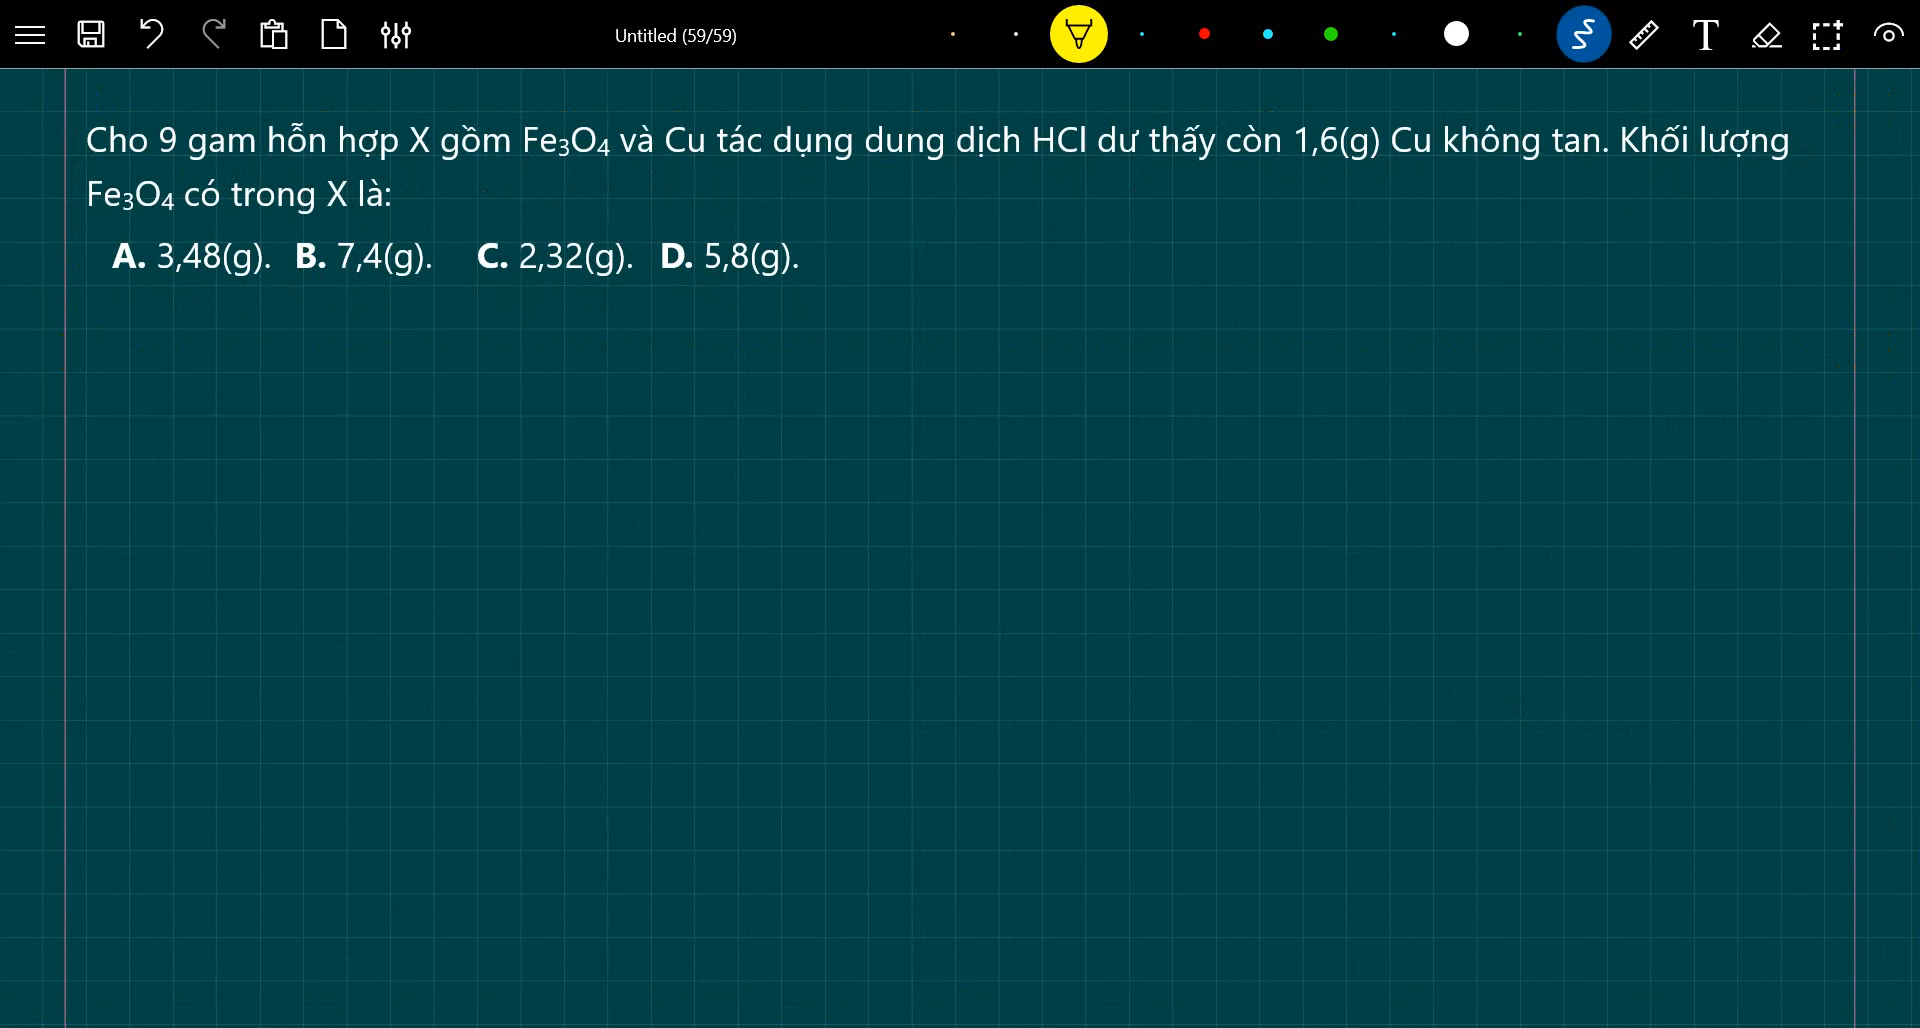 Untitled (59/59)
T
Cho 9 gam hỗn hợp X gồm Fe₃O₄ và Cu tác dụng dung dịch HCl dư thấy còn 1,6(g) Cu không tan. Khối lượng
Fe₃O₄ có trong X là:
A. 3,48(g). B. 7,4(g). C. 2,32(g). D. 5,8(g).